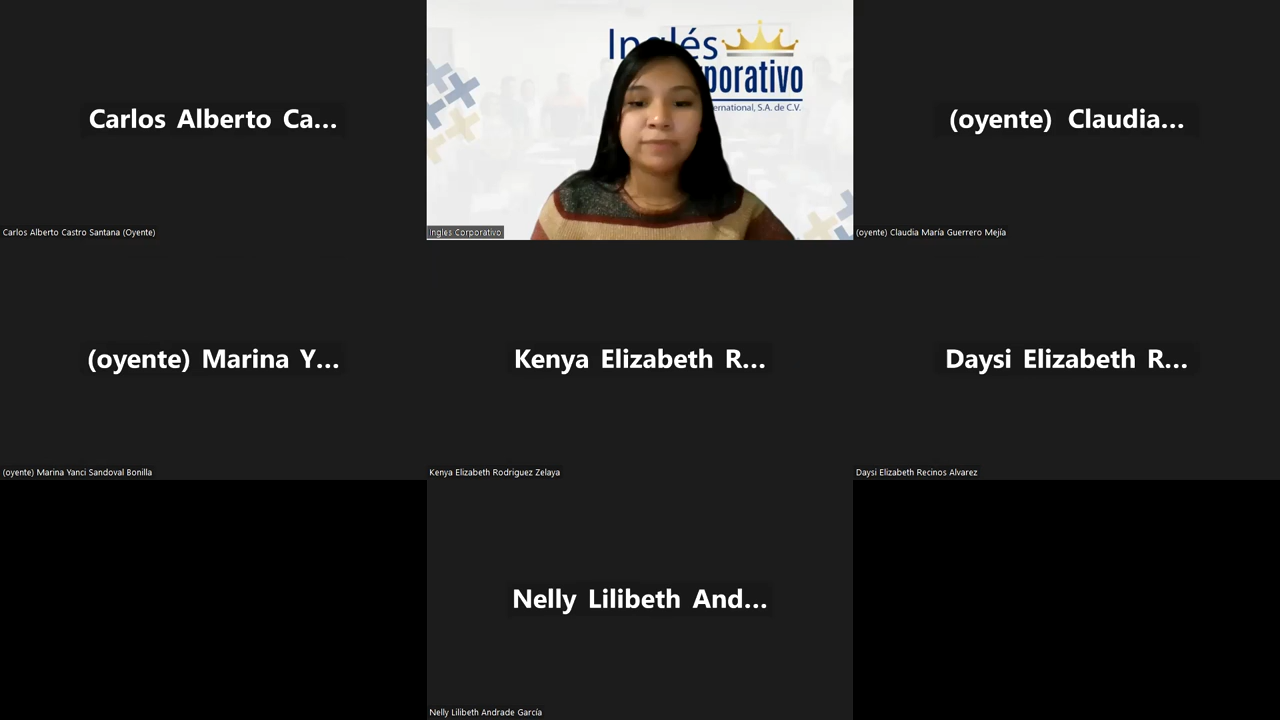 Carlos Alberto Ca...
Carlos Alberto Castro Santana (Oyente)
Inglés
porativo
ernational, S.A. de C.V.
Ingles Corporativo
(oyente) Claudia...
(oyente) Claudia María Guerrero Mejía
(oyente) Marina Y...
(oyente) Marina Yanci Sandoval Bonilla
Kenya Elizabeth R...
Kenya Elizabeth Rodriguez Zelaya
Daysi Elizabeth R...
Daysi Elizabeth Recinos Alvarez
Nelly Lilibeth And...
Nelly Lilibeth Andrade García